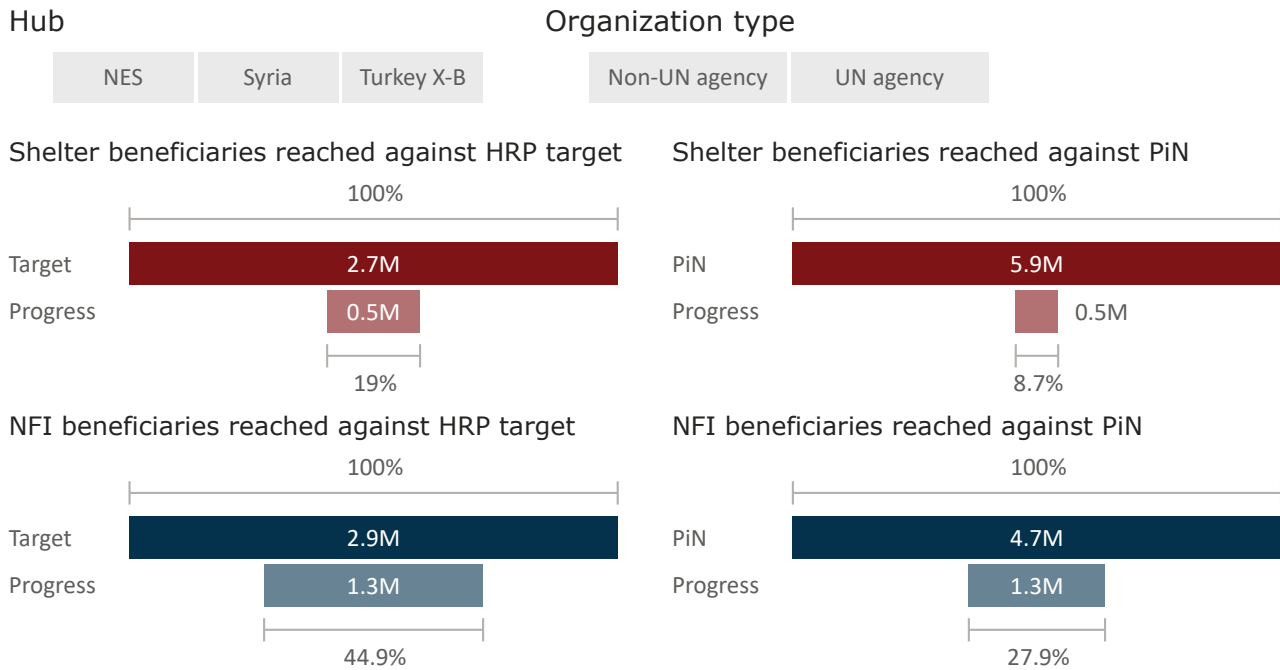 Hub
Organization type
NES
Syria
Turkey X-B
Non-UN agency
UN agency
Shelter beneficiaries reached against HRP target
100%
Target
2.7M
Progress
0.5M
19%
Shelter beneficiaries reached against PiN
100%
PiN
5.9M
Progress
0.5M
8.7%
NFI beneficiaries reached against HRP target
100%
Target
2.9M
Progress
1.3M
44.9%
NFI beneficiaries reached against PiN
100%
PiN
4.7M
Progress
1.3M
27.9%